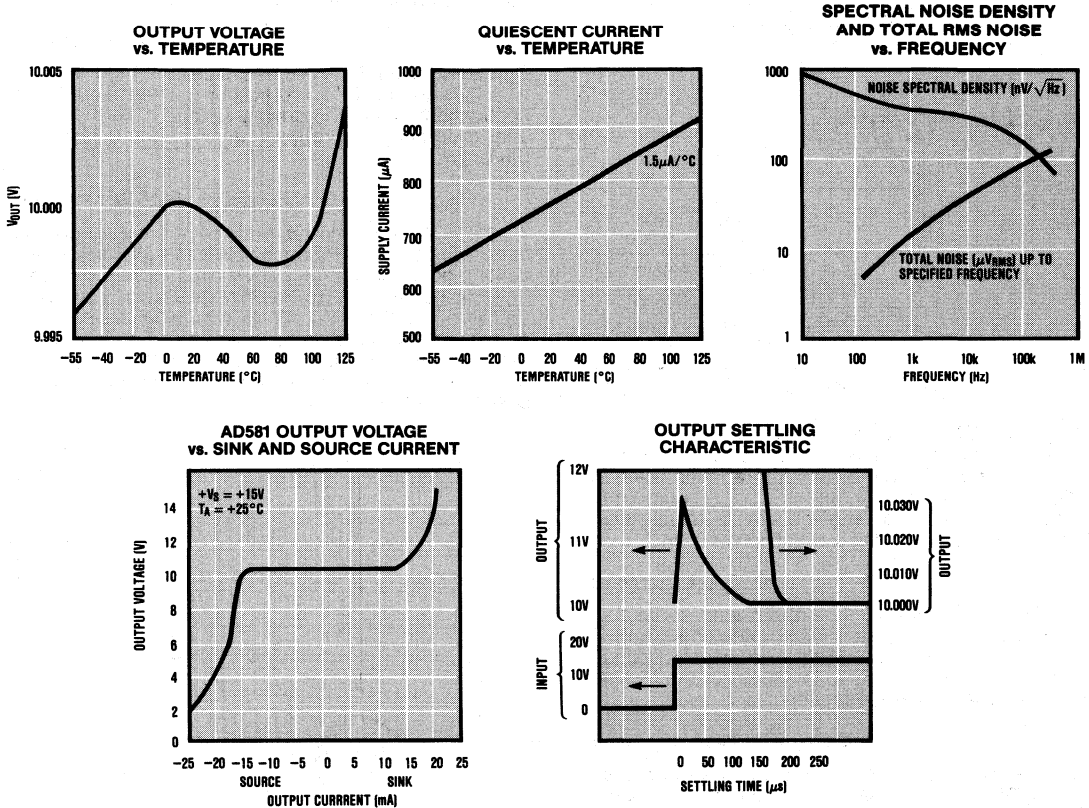 OUTPUT VOLTAGE
vs. TEMPERATURE
10.005
10.000
9.995
VOUT (V)
-55 -40 -20 0 20 40 60 80 100 125
TEMPERATURE (°C)
QUIESCENT CURRENT
vs. TEMPERATURE
1000
900
800
700
600
500
SUPPLY CURRENT (μA)
1.5μA/°C
-55 -40 -20 0 20 40 60 80 100 125
TEMPERATURE (°C)
SPECTRAL NOISE DENSITY
AND TOTAL RMS NOISE
vs. FREQUENCY
1000
100
10
1
NOISE SPECTRAL DENSITY (nV/√Hz)
TOTAL NOISE (μVRMS) UP TO
SPECIFIED FREQUENCY
10 100 1k 10k 100k 1M
FREQUENCY (Hz)
AD581 OUTPUT VOLTAGE
vs. SINK AND SOURCE CURRENT
+VS = +15V
TA = +25°C
14
12
10
8
6
4
2
0
OUTPUT VOLTAGE (V)
-25 -20 -15 -10 -5 0 5 10 15 20 25
SOURCE SINK
OUTPUT CURRRENT (mA)
OUTPUT SETTLING
CHARACTERISTIC
12V
11V
10V
OUTPUT
20V
10V
0
INPUT
10.030V
10.020V
10.010V
10.000V
OUTPUT
0 50 100 150 200 250
SETTLING TIME (μs)